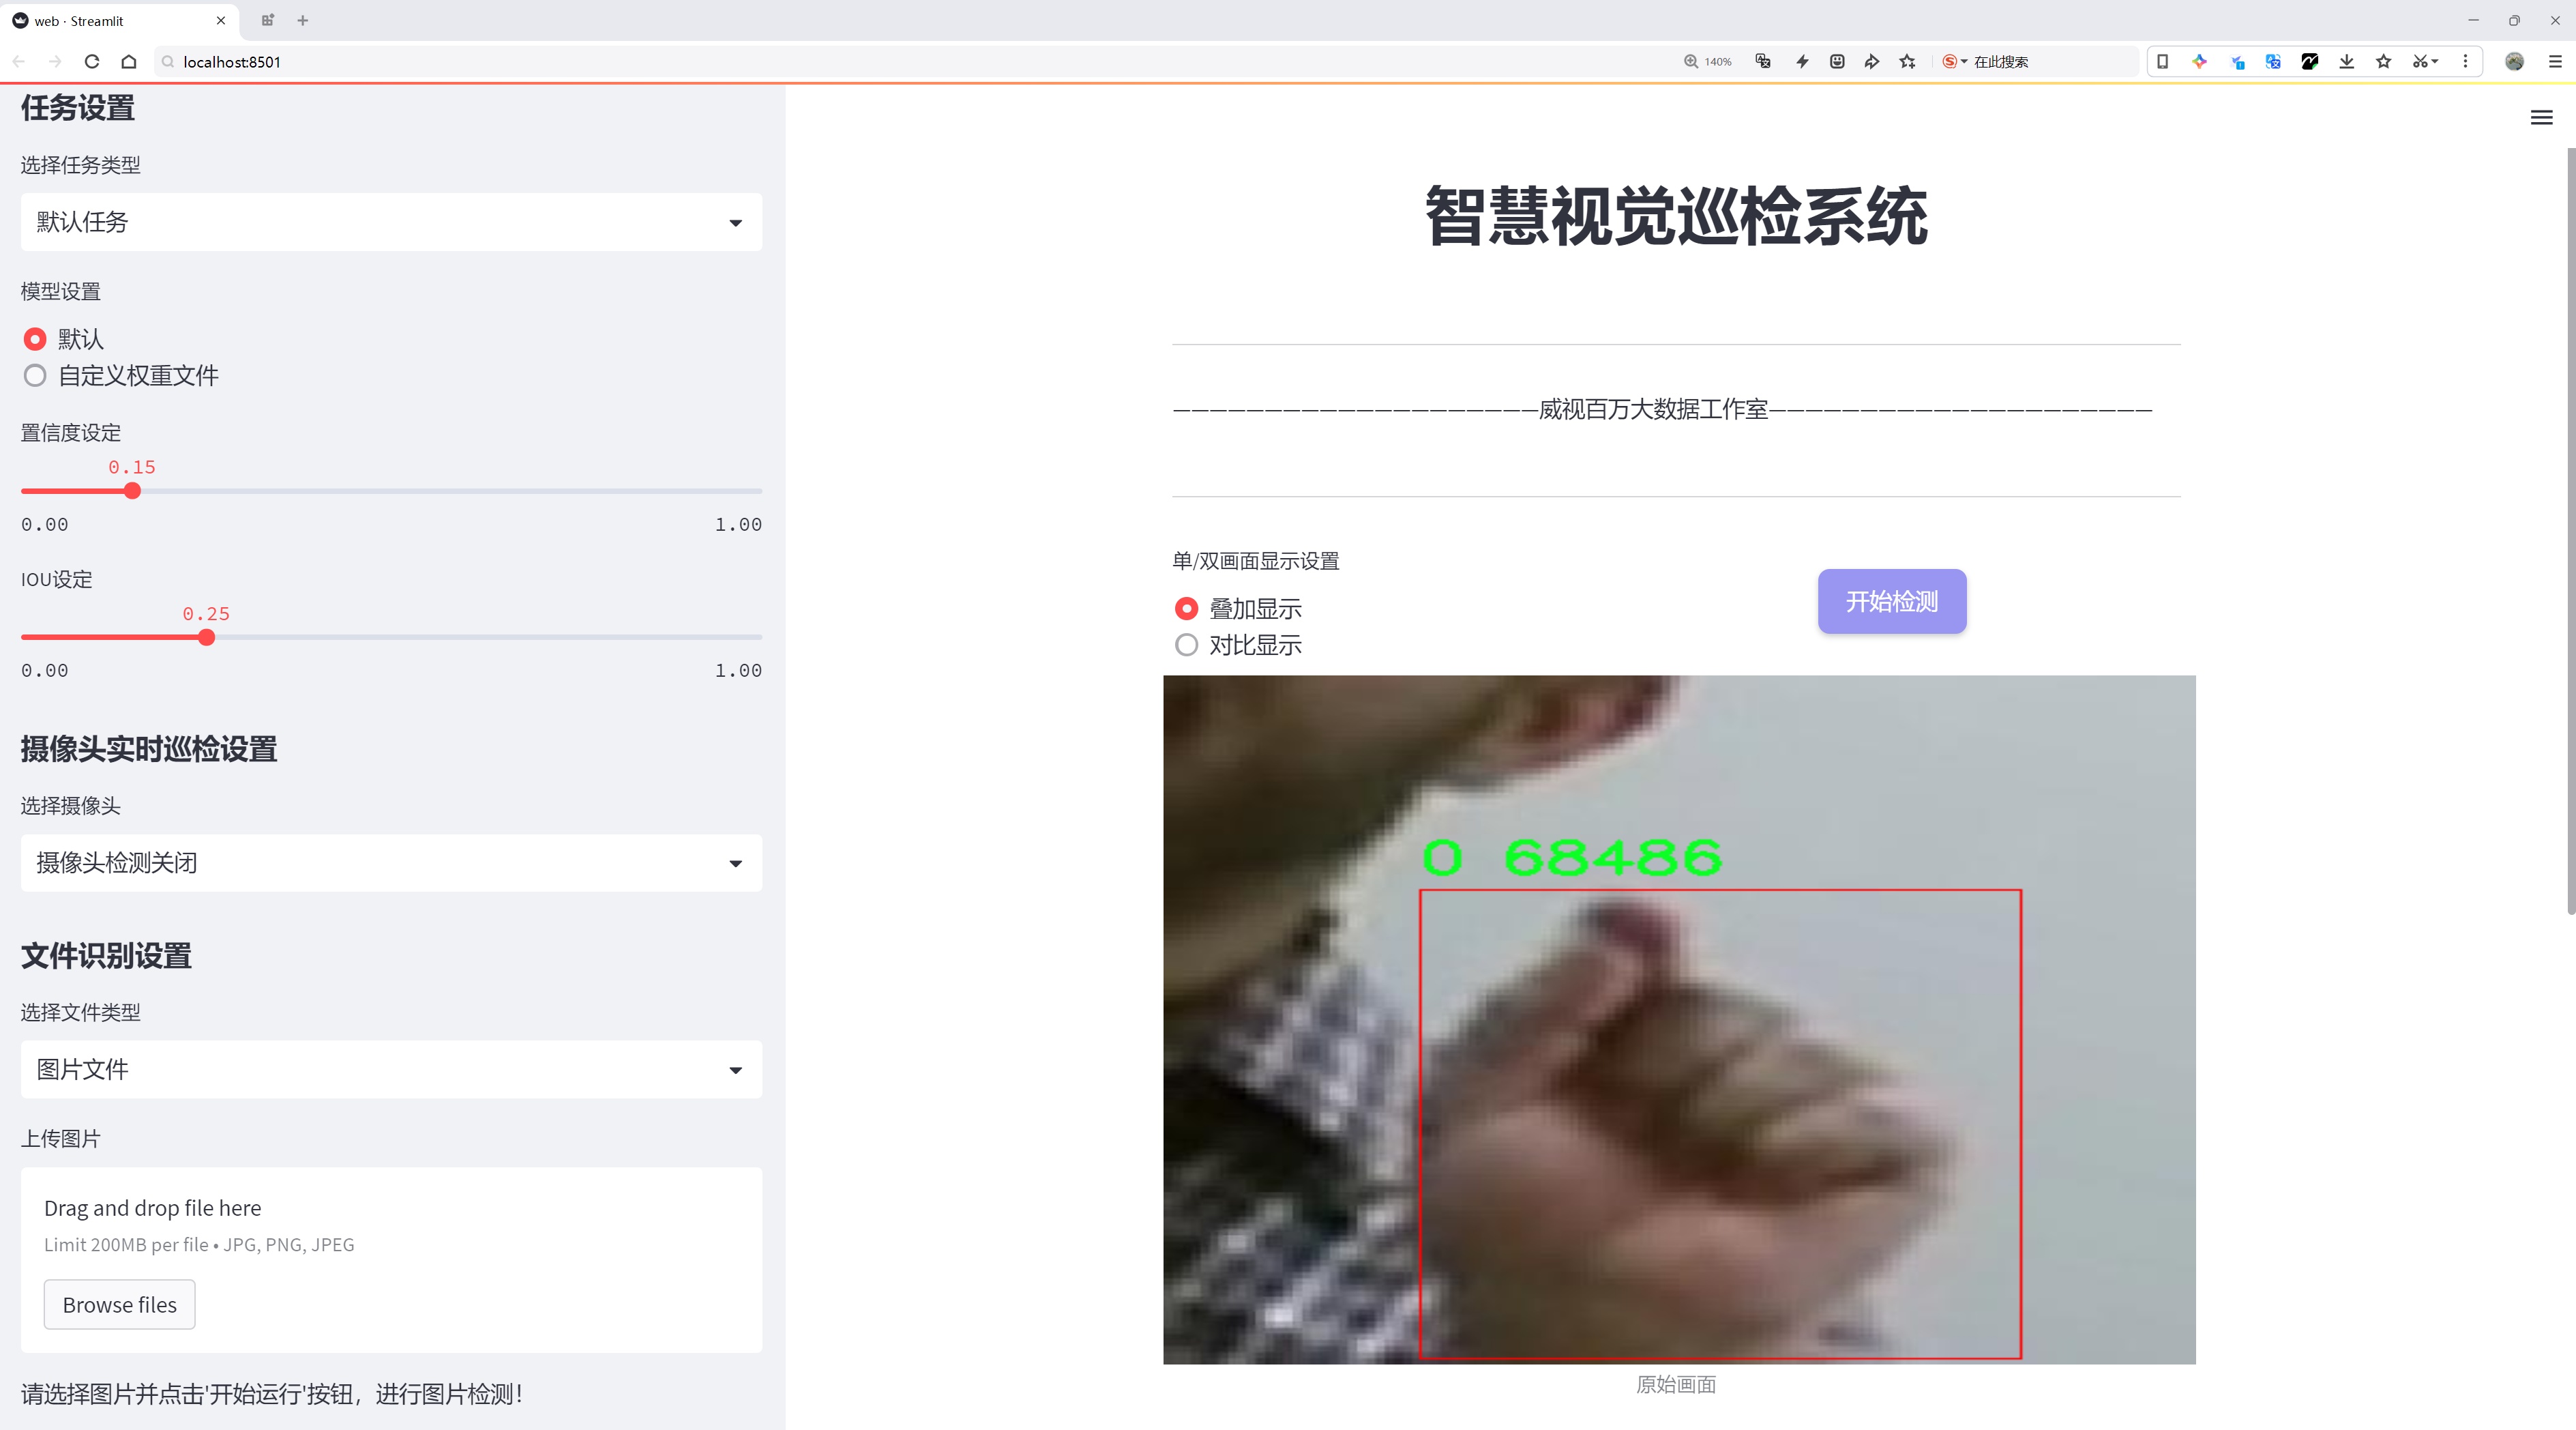 web · Streamlit
localhost:8501
140%
在此搜索
任务设置
选择任务类型
默认任务
模型设置
默认
自定义权重文件
置信度设定
0.15
0.00 1.00
IOU设定
0.25
0.00 1.00
摄像头实时巡检设置
选择摄像头
摄像头检测关闭
文件识别设置
选择文件类型
图片文件
上传图片
Drag and drop file here
Limit 200MB per file • JPG, PNG, JPEG
Browse files
请选择图片并点击'开始运行'按钮，进行图片检测！
智慧视觉巡检系统
————————————————————威视百万大数据工作室—————————————————————
单/双画面显示设置
叠加显示
对比显示
开始检测
0 68486
原始画面